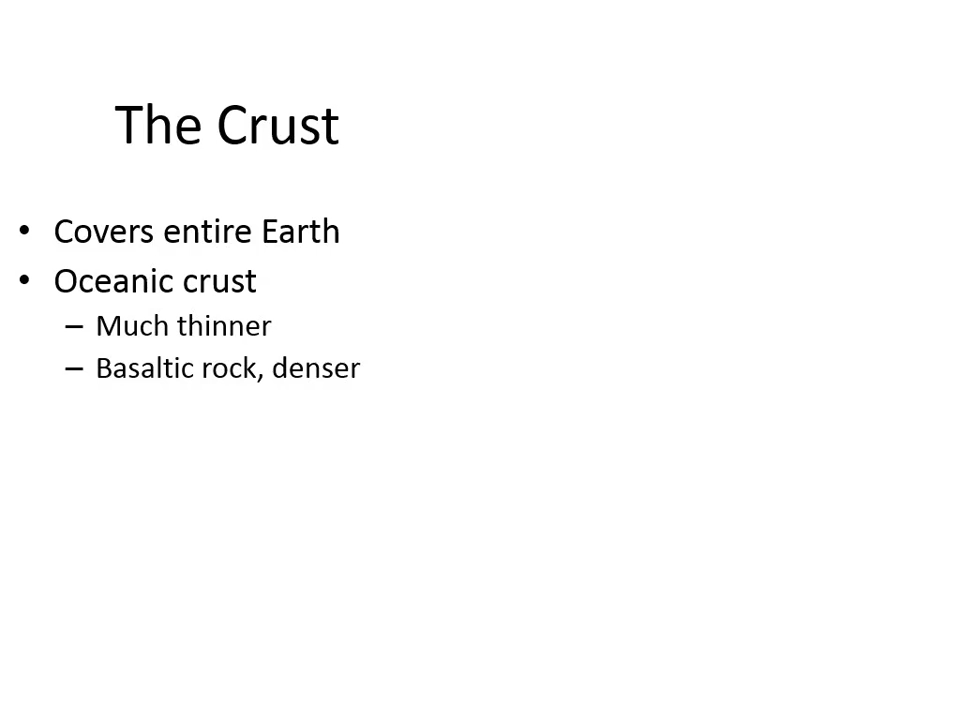 The Crust
• Covers entire Earth
• Oceanic crust
– Much thinner
– Basaltic rock, denser